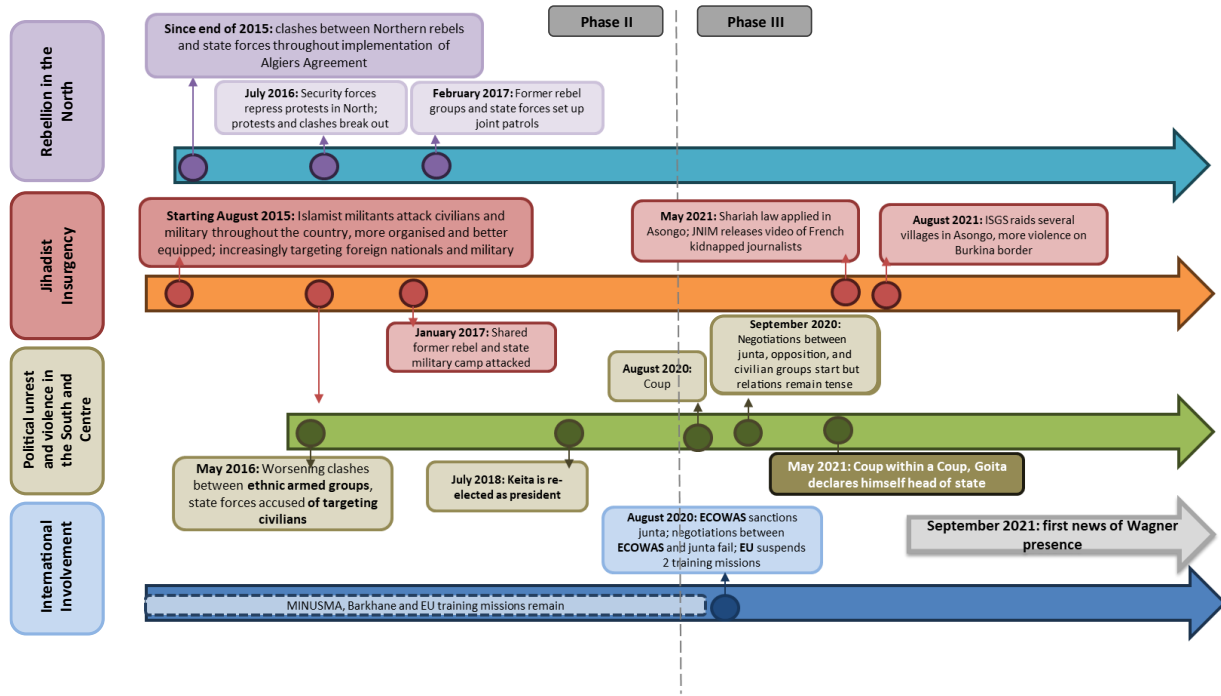 Phase II
Phase III
Rebellion in the
North
Since end of 2015: clashes between Northern rebels
and state forces throughout implementation of
Algiers Agreement
July 2016: Security forces
repress protests in North;
protests and clashes break out
February 2017: Former rebel
groups and state forces set up
joint patrols
Jihadist
Insurgency
Starting August 2015: Islamist militants attack civilians and
military throughout the country, more organised and better
equipped; increasingly targeting foreign nationals and military
May 2021: Shariah law applied in
Asongo; JNIM releases video of French
kidnapped journalists
August 2021: ISGS raids several
villages in Asongo, more violence on
Burkina border
January 2017: Shared
former rebel and state
military camp attacked
Political unrest
and violence in
the South and
Centre
August 2020:
Coup
September 2020:
Negotiations between
junta, opposition, and
civilian groups start but
relations remain tense
May 2016: Worsening clashes
between ethnic armed groups,
state forces accused of targeting
civilians
July 2018: Keita is re-
elected as president
May 2021: Coup within a Coup, Goita
declares himself head of state
International
Involvement
August 2020: ECOWAS sanctions
junta; negotiations between
ECOWAS and junta fail; EU suspends
2 training missions
September 2021: first news of Wagner
presence
MINUSMA, Barkhane and EU training missions remain